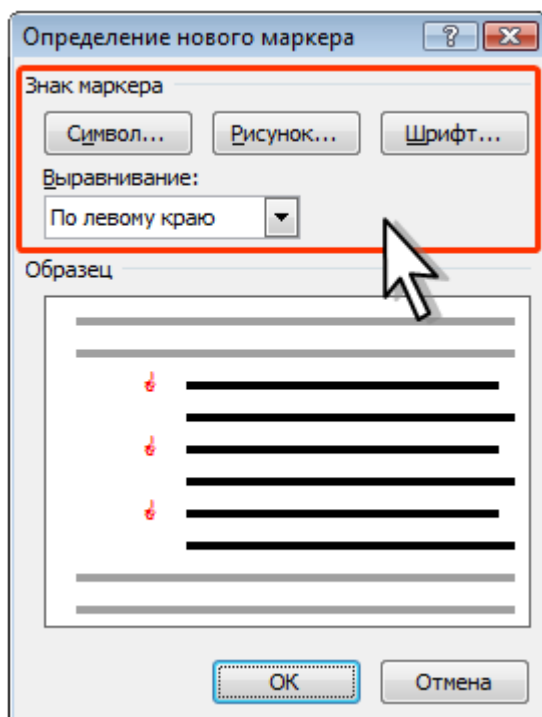 Определение нового маркера
Знак маркера
Символ... Рисунок... Шрифт...
Выравнивание:
По левому краю
Образец
ОК Отмена